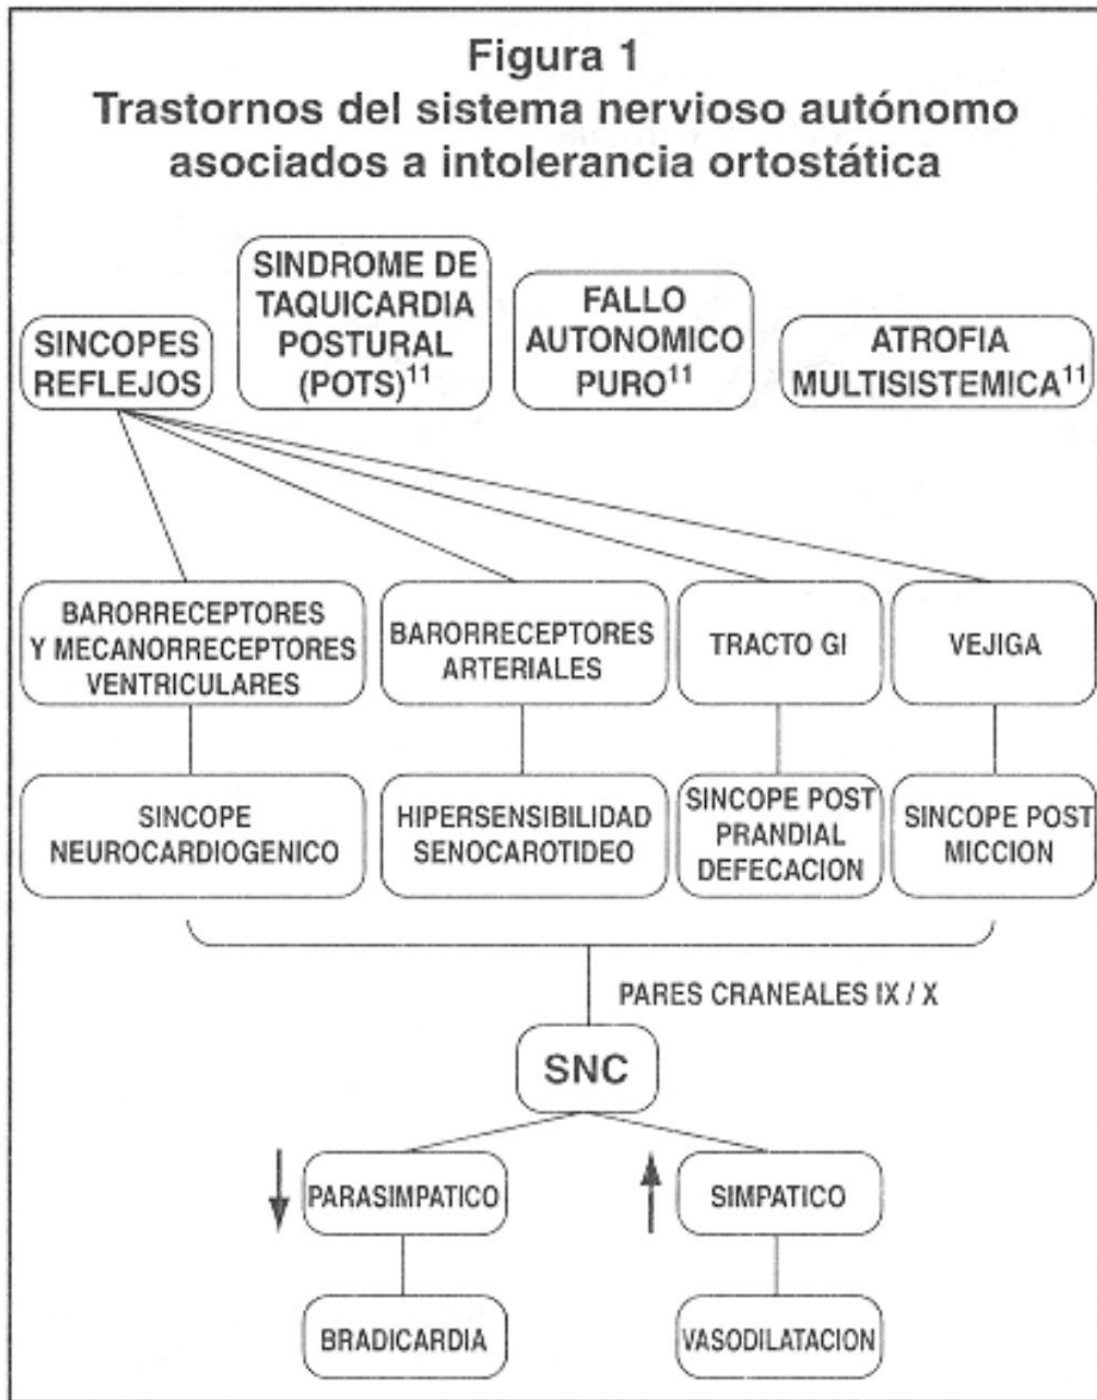 Figura 1
Trastornos del sistema nervioso autónomo
asociados a intolerancia ortostática
SINCOPES
REFLEJOS
SINDROME DE
TAQUICARDIA
POSTURAL
(POTS)11
FALLO
AUTONOMICO
PURO11
ATROFIA
MULTISISTEMICA11
BARORRECEPTORES
Y MECANORRECEPTORES
VENTRICULARES
BARORRECEPTORES
ARTERIALES
TRACTO GI
VEJIGA
SINCOPE
NEUROCARDIOGENICO
HIPERSENSIBILIDAD
SENOCAROTIDEO
SINCOPE POST
PRANDIAL
DEFECACION
SINCOPE POST
MICCION
PARES CRANEALES IX / X
SNC
PARASIMPATICO
SIMPATICO
BRADICARDIA
VASODILATACION